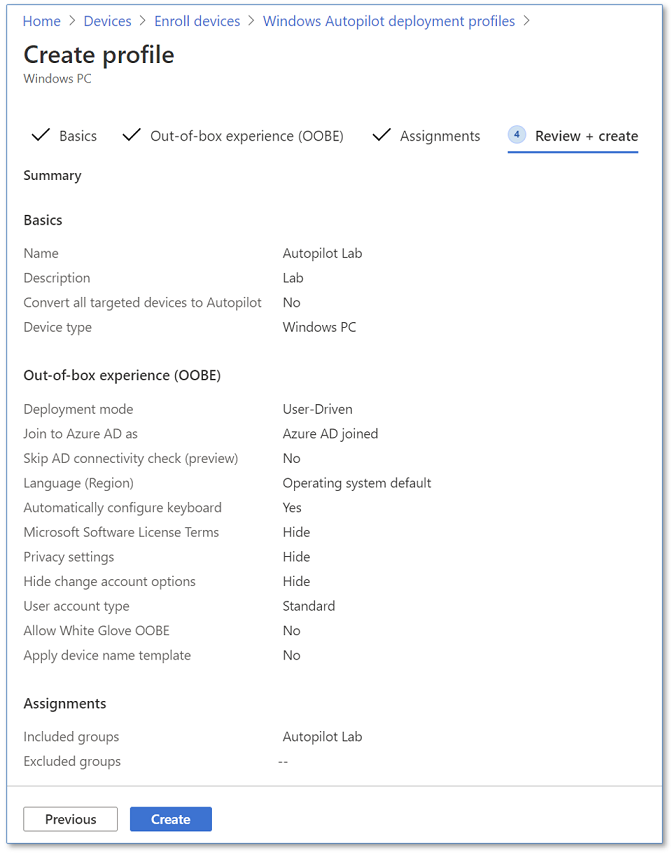 Home > Devices > Enroll devices > Windows Autopilot deployment profiles >
Create profile
Windows PC
Basics Out-of-box experience (OOBE) Assignments 4 Review + create
Summary
Basics
Name Autopilot Lab
Description Lab
Convert all targeted devices to Autopilot No
Device type Windows PC
Out-of-box experience (OOBE)
Deployment mode User-Driven
Join to Azure AD as Azure AD joined
Skip AD connectivity check (preview) No
Language (Region) Operating system default
Automatically configure keyboard Yes
Microsoft Software License Terms Hide
Privacy settings Hide
Hide change account options Hide
User account type Standard
Allow White Glove OOBE No
Apply device name template No
Assignments
Included groups Autopilot Lab
Excluded groups --
Previous Create